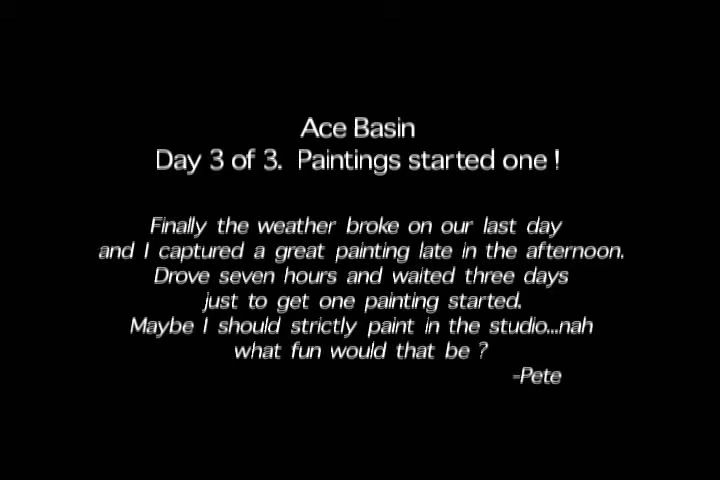 Ace Basin
Day 3 of 3.  Paintings started one !
Finally the weather broke on our last day
and I captured a great painting late in the afternoon.
Drove seven hours and waited three days
just to get one painting started.
Maybe I should strictly paint in the studio...nah
what fun would that be ?
-Pete